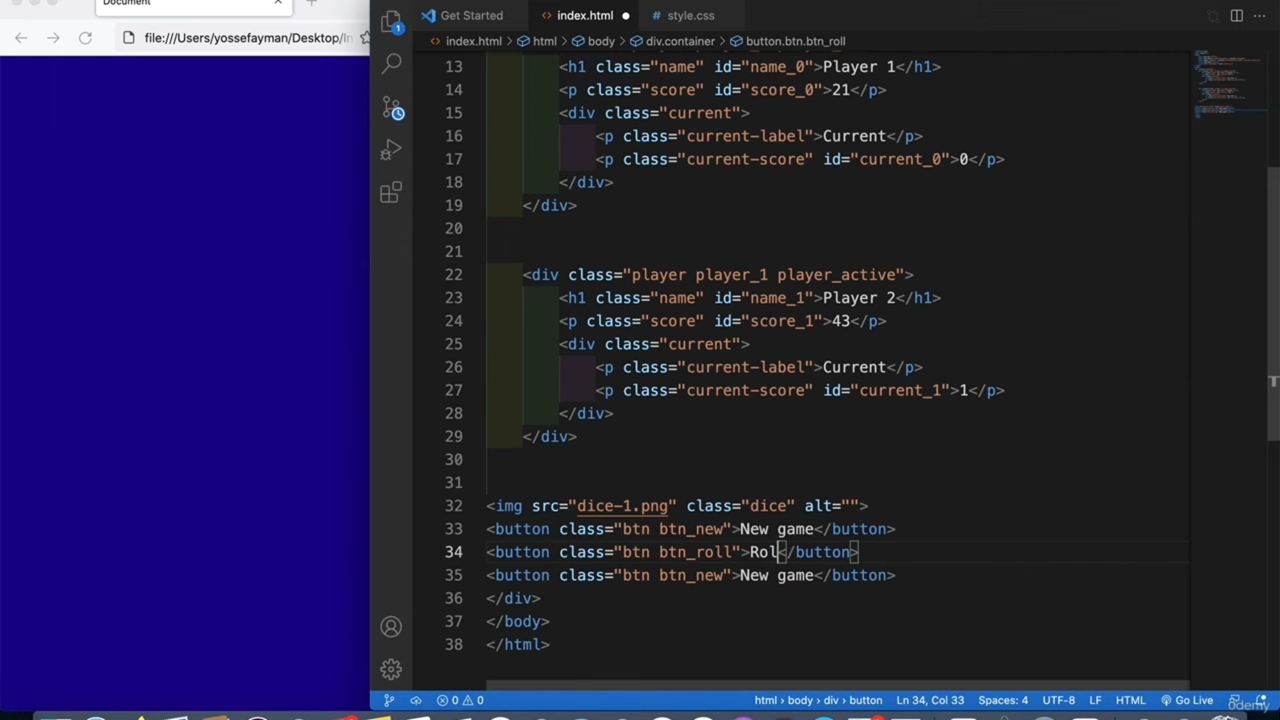 Document
file:///Users/yossefayman/Desktop/In
Get Started
index.html
style.css
index.html > html > body > div.container > button.btn.btn_roll
1
13 <h1 class="name" id="name_0">Player 1</h1>
14 <p class="score" id="score_0">21</p>
15 <div class="current">
16 <p class="current-label">Current</p>
17 <p class="current-score" id="current_0">0</p>
18 </div>
19 </div>
20
21
22 <div class="player player_1 player_active">
23 <h1 class="name" id="name_1">Player 2</h1>
24 <p class="score" id="score_1">43</p>
25 <div class="current">
26 <p class="current-label">Current</p>
27 <p class="current-score" id="current_1">1</p>
28 </div>
29 </div>
30
31
32 <img src="dice-1.png" class="dice" alt="">
33 <button class="btn btn_new">New game</button>
34 <button class="btn btn_roll">Rol</button>
35 <button class="btn btn_new">New game</button>
36 </div>
37 </body>
38 </html>
0 0 html > body > div > button Ln 34, Col 33 Spaces: 4 UTF-8 LF HTML Go Live
udemy